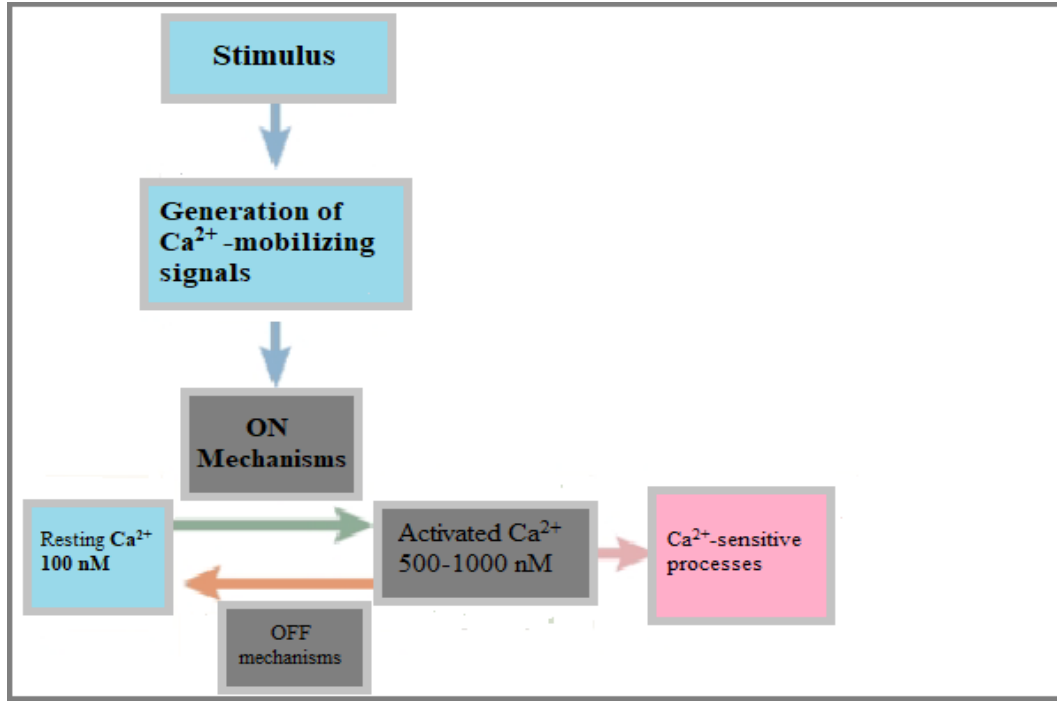 Stimulus
Generation of
Ca²⁺ -mobilizing
signals
ON
Mechanisms
Resting Ca²⁺
100 nM
Activated Ca²⁺
500-1000 nM
Ca²⁺-sensitive
processes
OFF
mechanisms